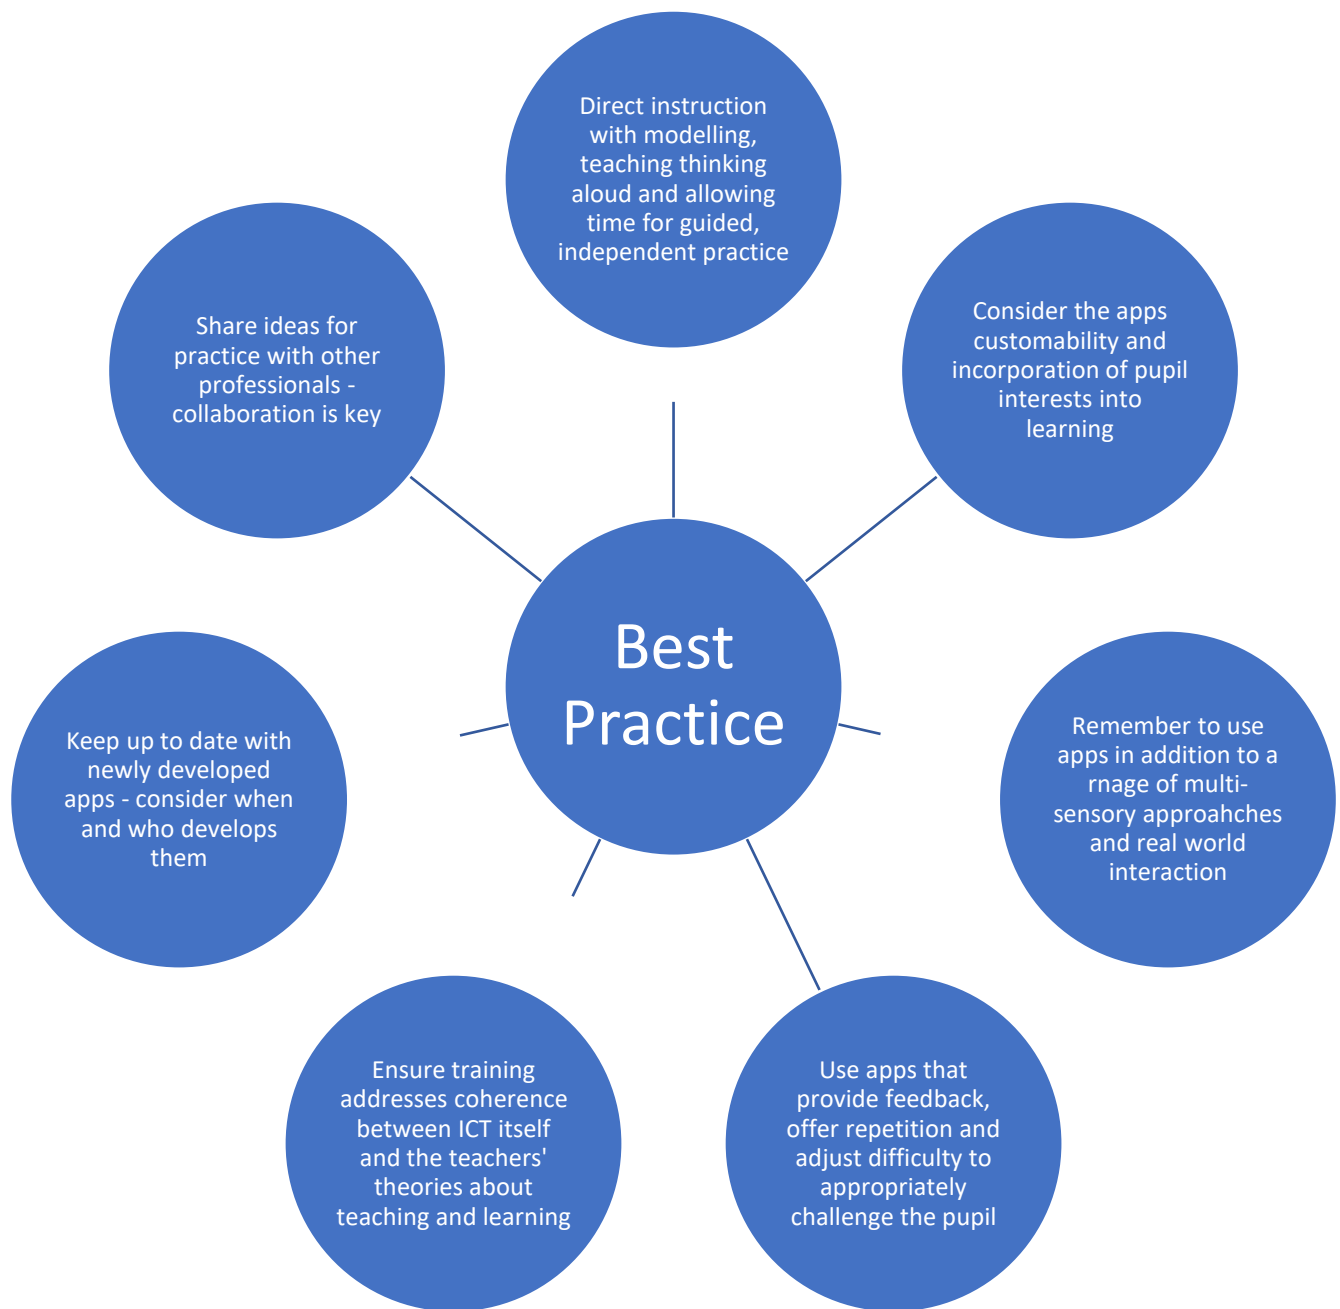 Direct instruction
with modelling,
teaching thinking
aloud and allowing
time for guided,
independent practice
Consider the apps
customability and
incorporation of pupil
interests into
learning
Remember to use
apps in addition to a
rnage of multi-
sensory approahches
and real world
interaction
Use apps that
provide feedback,
offer repetition and
adjust difficulty to
appropriately
challenge the pupil
Ensure training
addresses coherence
between ICT itself
and the teachers'
theories about
teaching and learning
Keep up to date with
newly developed
apps - consider when
and who develops
them
Share ideas for
practice with other
professionals -
collaboration is key
Best
Practice